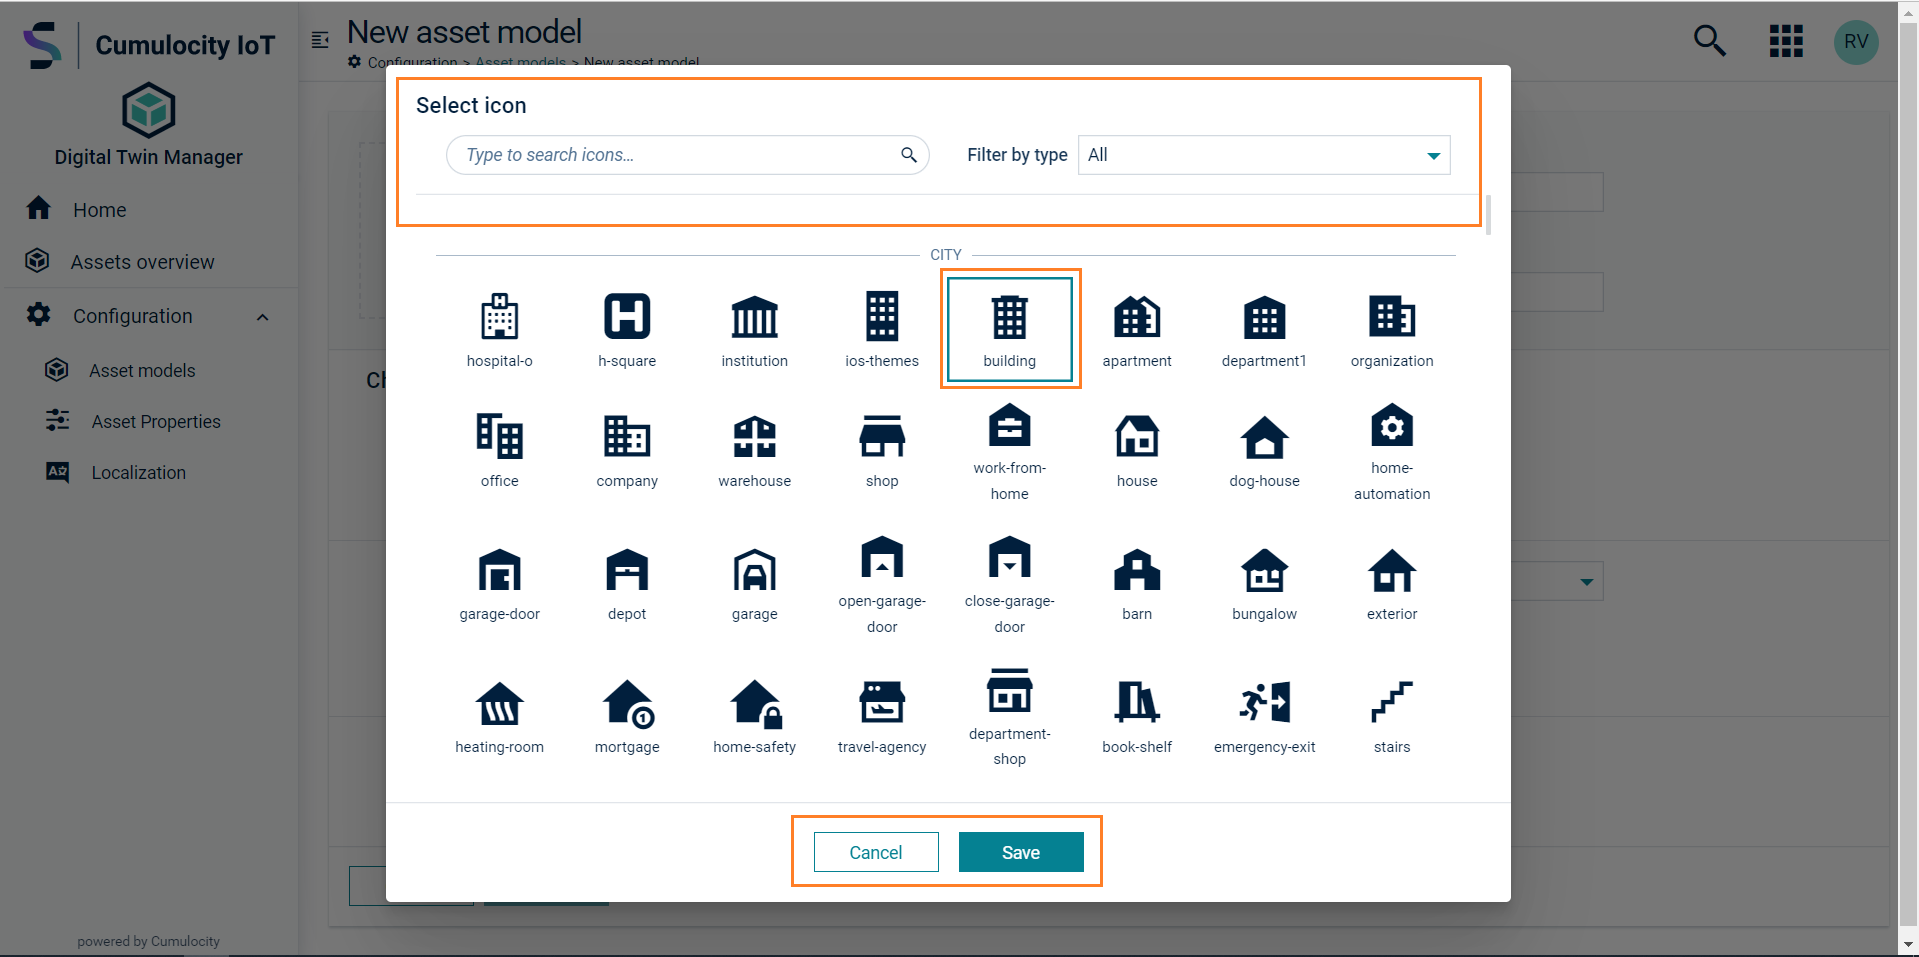 Cumulocity IoT
New asset model
RV
Configuration > Asset models > New asset model
Digital Twin Manager
Home
Assets overview
Configuration
Asset models
Asset Properties
Localization
powered by Cumulocity
Select icon
Type to search icons...
Filter by type
All
CITY
hospital-o
h-square
institution
ios-themes
building
apartment
department1
organization
office
company
warehouse
shop
work-from-
home
house
dog-house
home-
automation
garage-door
depot
garage
open-garage-
door
close-garage-
door
barn
bungalow
exterior
heating-room
mortgage
home-safety
travel-agency
department-
shop
book-shelf
emergency-exit
stairs
Cancel
Save